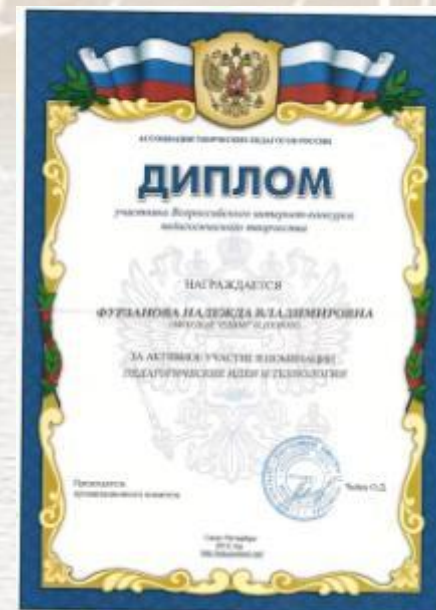 АССОЦИАЦИЯ ТВОРЧЕСКИХ ПЕДАГОГОВ РОССИИ
ДИПЛОМ
участника Всероссийского интернет-конкурса
педагогического творчества
НАГРАЖДАЕТСЯ
НАДЕЖДА ВЛАДИМИРОВНА
ЗА АКТИВНОЕ УЧАСТИЕ В НОМИНАЦИИ
ПЕДАГОГИЧЕСКИЕ ИДЕИ И ТЕХНОЛОГИИ
Председатель
организационного комитета
О.Д.
Санкт-Петербург